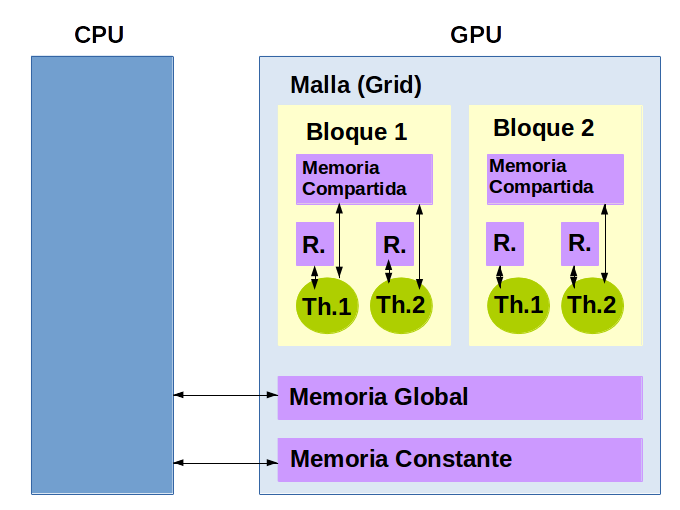 CPU
GPU
Malla (Grid)
Bloque 1
Memoria
Compartida
R.
R.
Th.1
Th.2
Bloque 2
Memoria
Compartida
R.
R.
Th.1
Th.2
Memoria Global
Memoria Constante